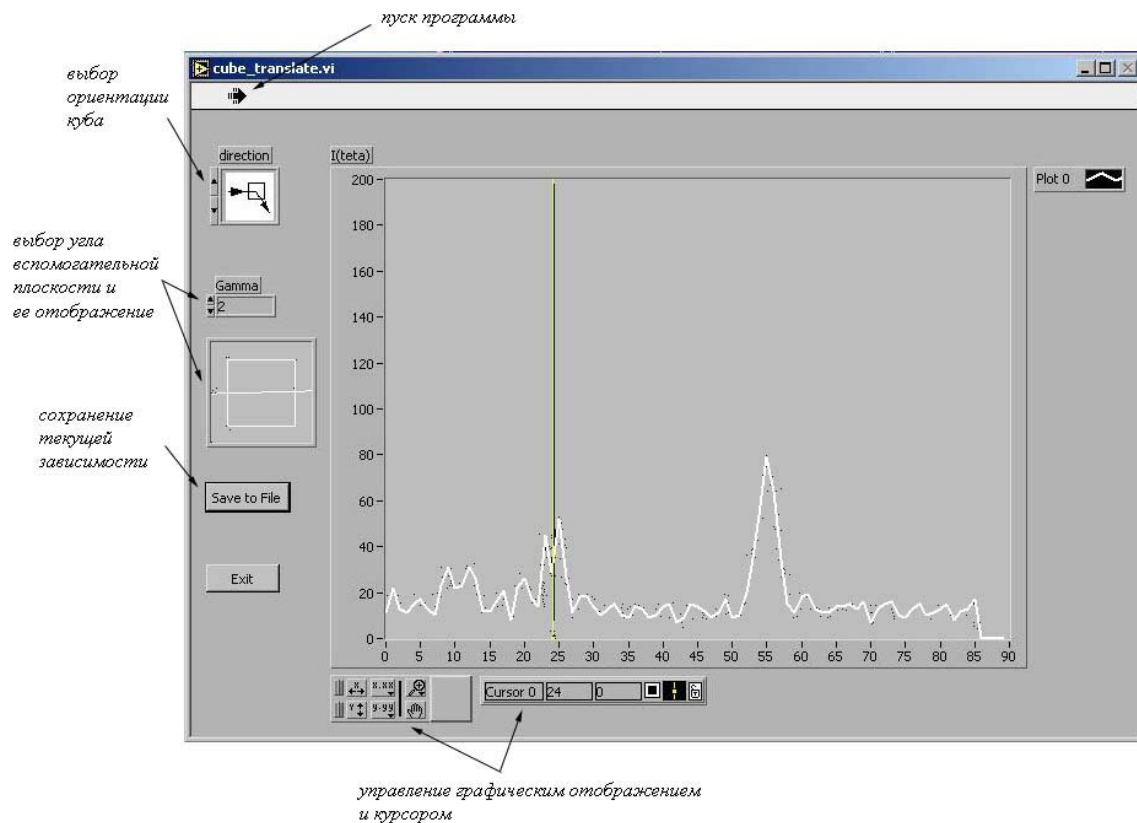 пуск программы
cube_translate.vi
выбор
ориентации
куба
direction
I(teta)
Plot 0
200
180
160
140
120
100
80
60
40
20
0
0 5 10 15 20 25 30 35 40 45 50 55 60 65 70 75 80 85 90
выбор угла
вспомогательной
плоскости и
ее отображение
Gamma
2
сохранение
текущей
зависимости
Save to File
Exit
X x.xx
Y y.yy
Cursor 0 24 0
управление графическим отображением
и курсором